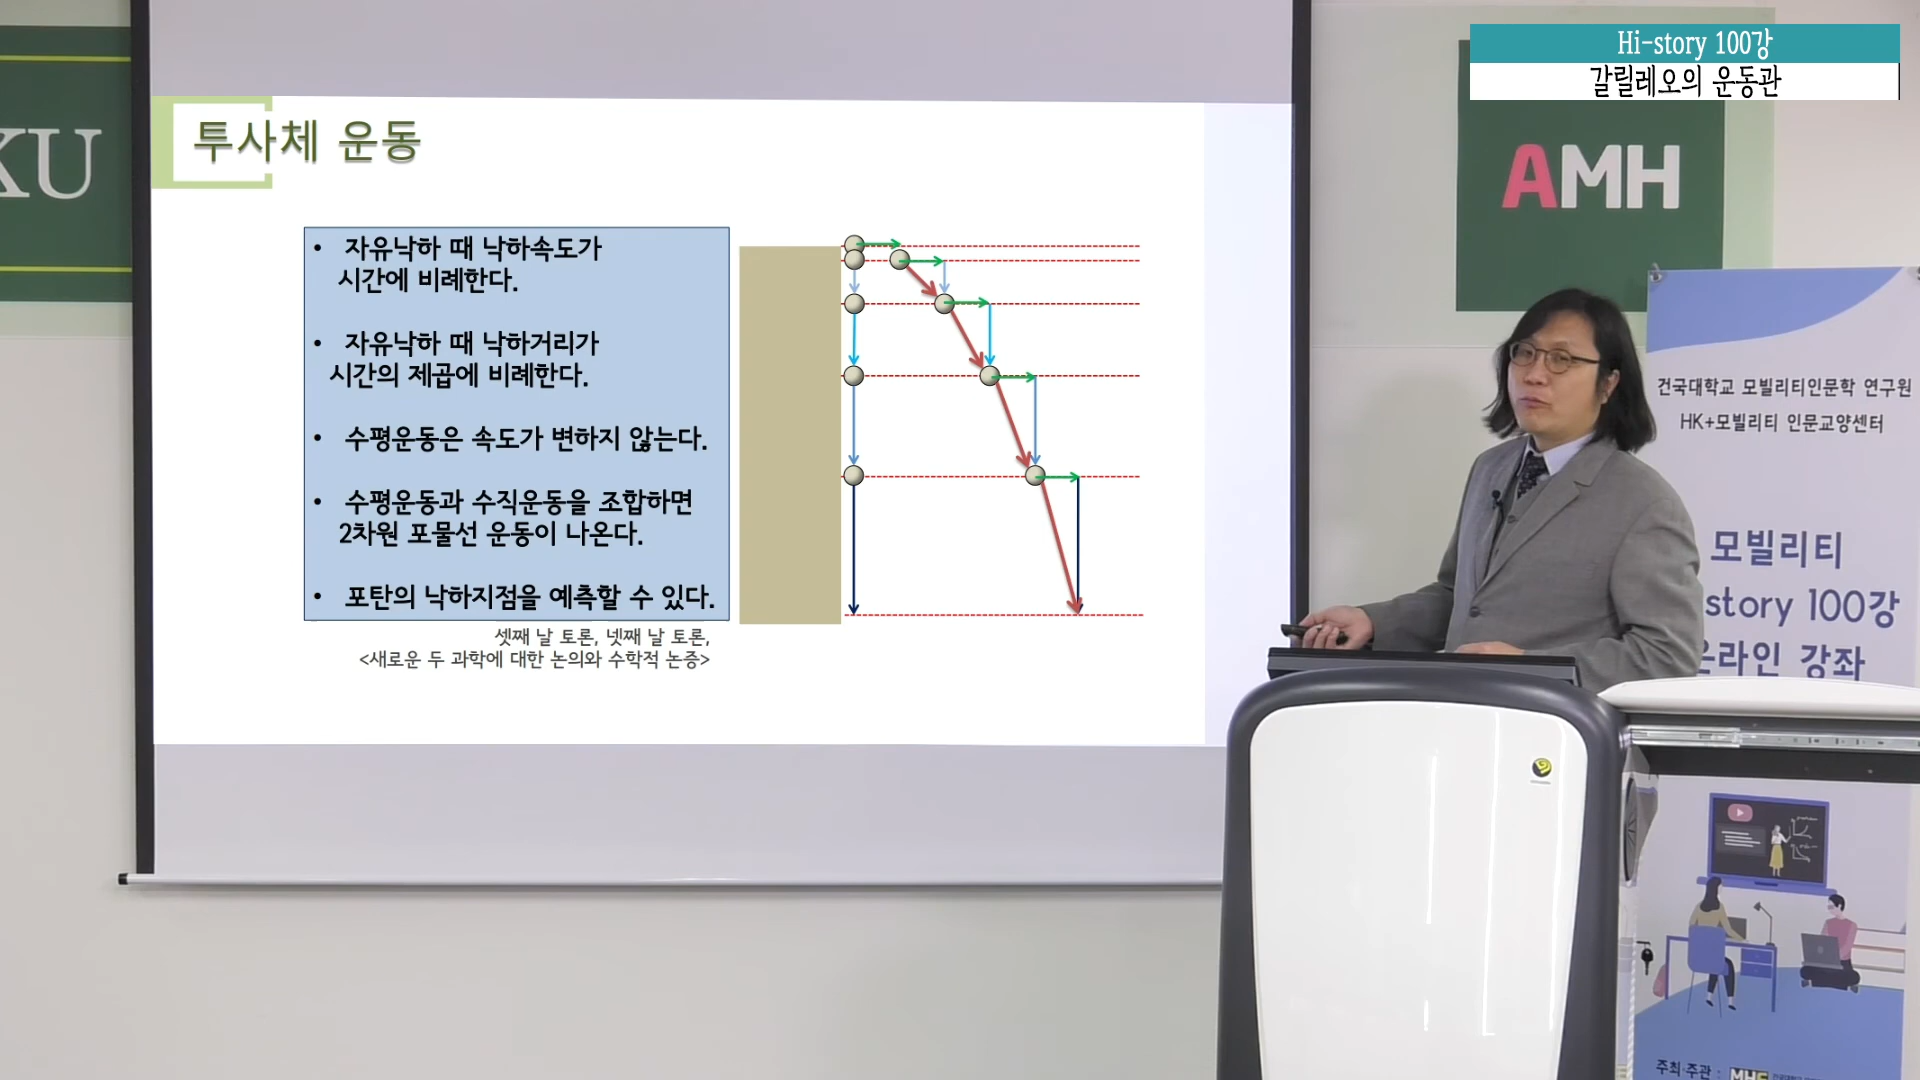 Hi-story 100강
갈릴레오의 운동관
KU
AMH
투사체 운동
• 자유낙하 때 낙하속도가
시간에 비례한다.
• 자유낙하 때 낙하거리가
시간의 제곱에 비례한다.
• 수평운동은 속도가 변하지 않는다.
• 수평운동과 수직운동을 조합하면
2차원 포물선 운동이 나온다.
• 포탄의 낙하지점을 예측할 수 있다.
셋째 날 토론, 넷째 날 토론,
<새로운 두 과학에 대한 논의와 수학적 논증>
건국대학교 모빌리티인문학 연구원
HK+모빌리티 인문교양센터
모빌리티
story 100강
라인 강좌
주최·주관 :